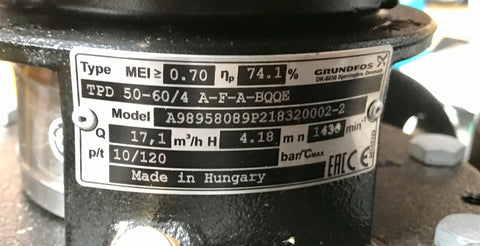 Type MEI ≥ 0.70 ηp 74.1 %
GRUNDFOS
DK-8850 Bjerringbro, Denmark
TPD 50-60/4 A-F-A-BQQE
Model A98958089P218320002-2
Q 17,1 m³/h H 4.18 m n 1430 min⁻¹
p/t 10/120 bar/°CMAX
EAC CE
Made in Hungary